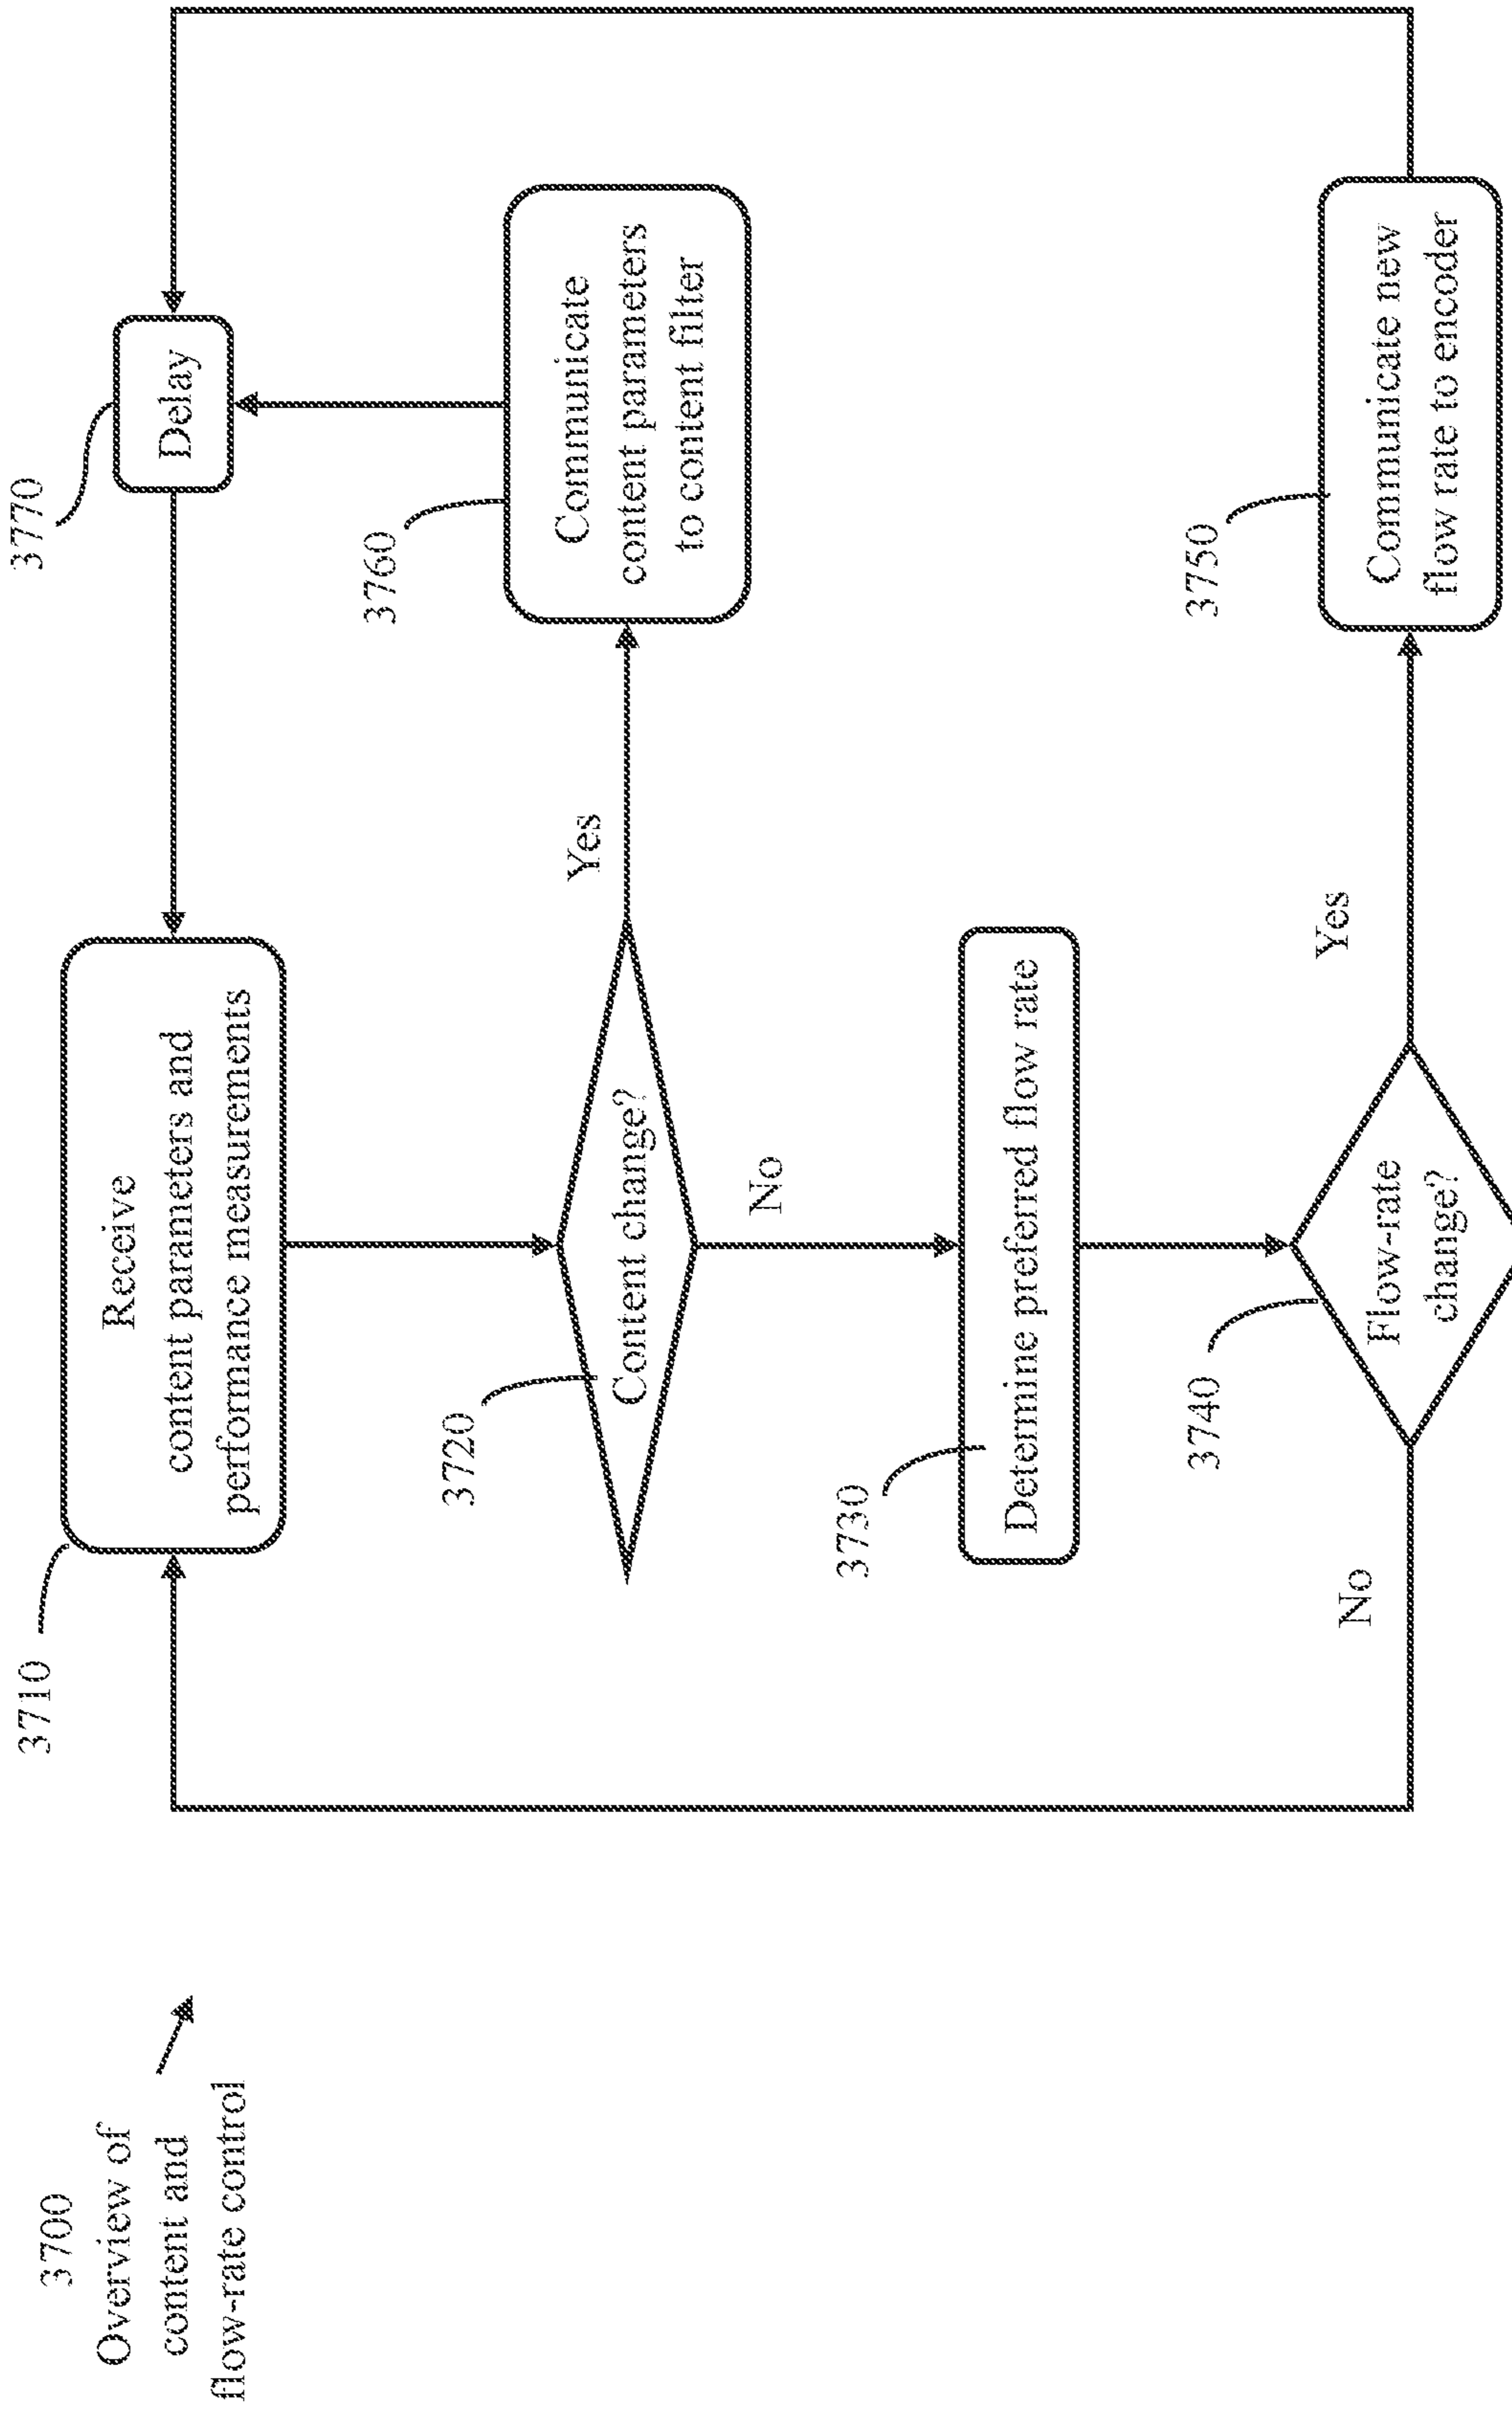 3700
Overview of
content and
flow-rate control
3710
Receive
content parameters and
performance measurements
3770
Delay
3720
Content change?
Yes
3760
Communicate
content parameters
to content filter
No
3730
Determine preferred flow rate
3740
Flow-rate
change?
No
Yes
3750
Communicate new
flow rate to encoder